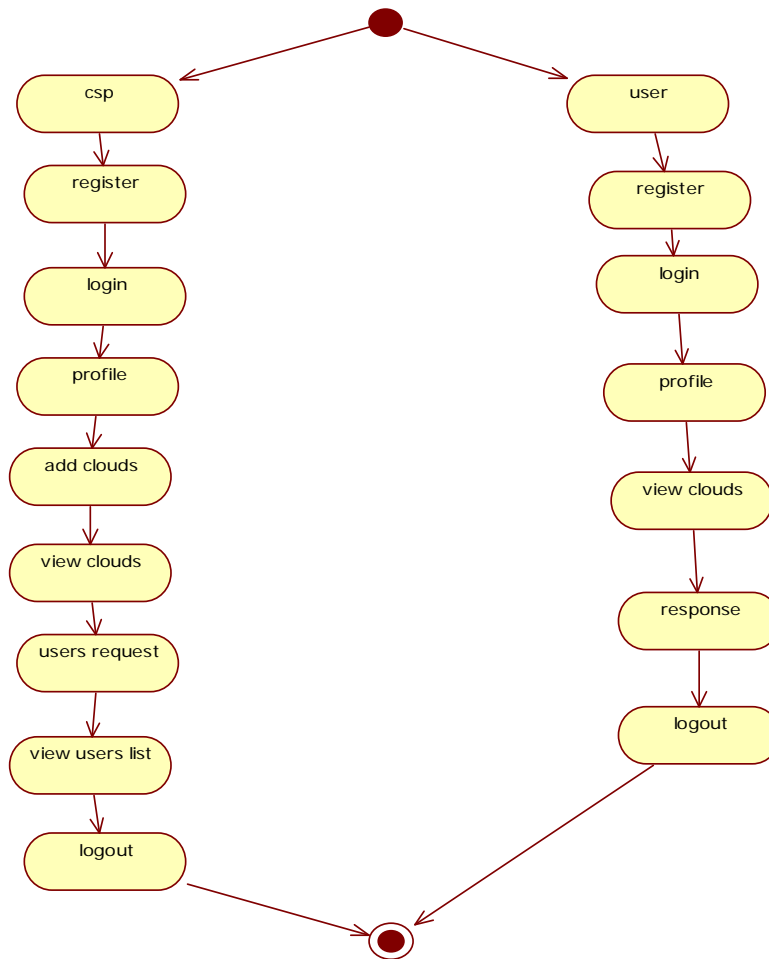 csp
register
login
profile
add clouds
view clouds
users request
view users list
logout
user
register
login
profile
view clouds
response
logout